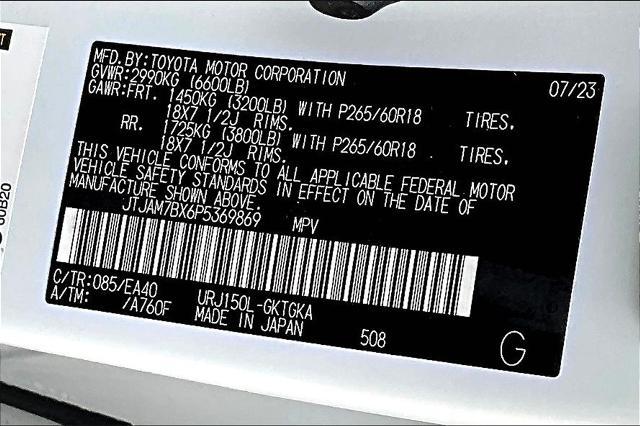 MFD.BY:TOYOTA MOTOR CORPORATION 07/23
GVWR:2990KG (6600LB)
GAWR:FRT. 1450KG (3200LB) WITH P265/60R18 TIRES.
18X7 1/2J RIMS.
RR. 1725KG (3800LB) WITH P265/60R18 TIRES.
18X7 1/2J RIMS.
THIS VEHICLE CONFORMS TO ALL APPLICABLE FEDERAL MOTOR
VEHICLE SAFETY STANDARDS IN EFFECT ON THE DATE OF
MANUFACTURE SHOWN ABOVE.
JTJAM7BX6P5369869 MPV
C/TR:085/EA40 URJ150L-GKTGKA
A/TM: /A760F MADE IN JAPAN 508 G
60B20